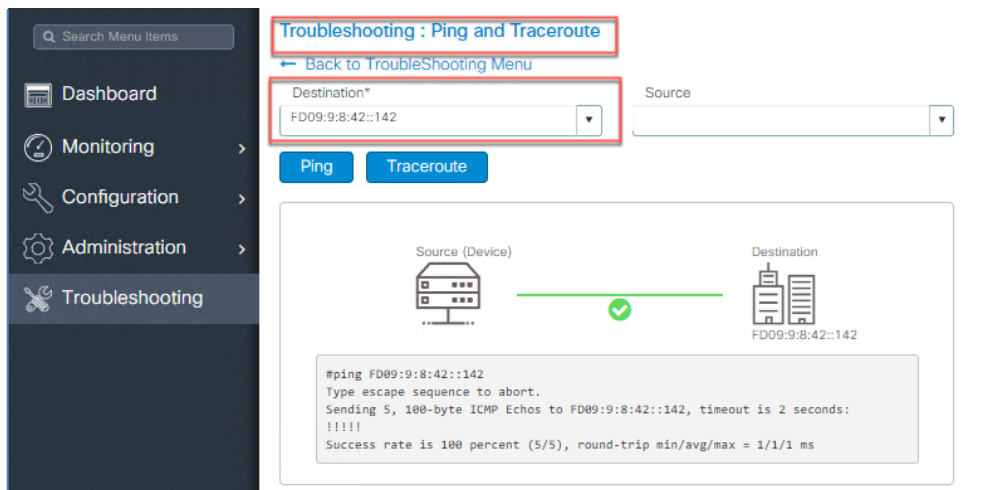 Search Menu Items
Dashboard
Monitoring
Configuration
Administration
Troubleshooting
Troubleshooting : Ping and Traceroute
← Back to TroubleShooting Menu
Destination*
Source
FD09:9:8:42::142
Ping
Traceroute
Source (Device)
Destination
FD09:9:8:42::142
#ping FD09:9:8:42::142
Type escape sequence to abort.
Sending 5, 100-byte ICMP Echos to FD09:9:8:42::142, timeout is 2 seconds:
!!!!!
Success rate is 100 percent (5/5), round-trip min/avg/max = 1/1/1 ms